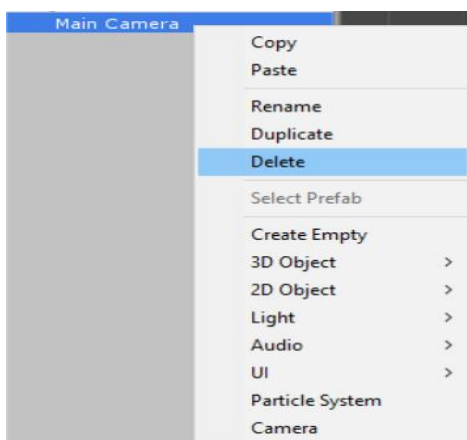 Main Camera
Copy
Paste
Rename
Duplicate
Delete
Select Prefab
Create Empty
3D Object >
2D Object >
Light >
Audio >
UI >
Particle System
Camera